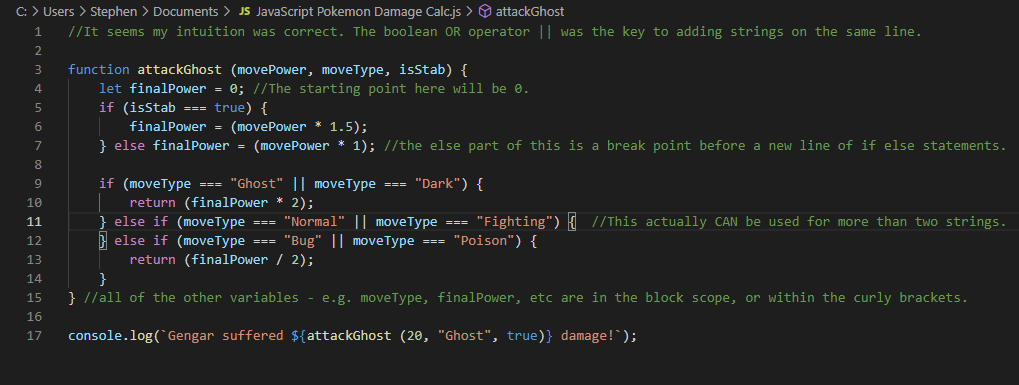 C: > Users > Stephen > Documents > JS JavaScript Pokemon Damage Calc.js > attackGhost
1 //It seems my intuition was correct. The boolean OR operator || was the key to adding strings on the same line.
2
3 function attackGhost (movePower, moveType, isStab) {
4     let finalPower = 0; //The starting point here will be 0.
5     if (isStab === true) {
6         finalPower = (movePower * 1.5);
7     } else finalPower = (movePower * 1); //the else part of this is a break point before a new line of if else statements.
8
9     if (moveType === "Ghost" || moveType === "Dark") {
10         return (finalPower * 2);
11     } else if (moveType === "Normal" || moveType === "Fighting") {  //This actually CAN be used for more than two strings.
12     } else if (moveType === "Bug" || moveType === "Poison") {
13         return (finalPower / 2);
14     }
15 } //all of the other variables - e.g. moveType, finalPower, etc are in the block scope, or within the curly brackets.
16
17 console.log(`Gengar suffered ${attackGhost (20, "Ghost", true)} damage!`);